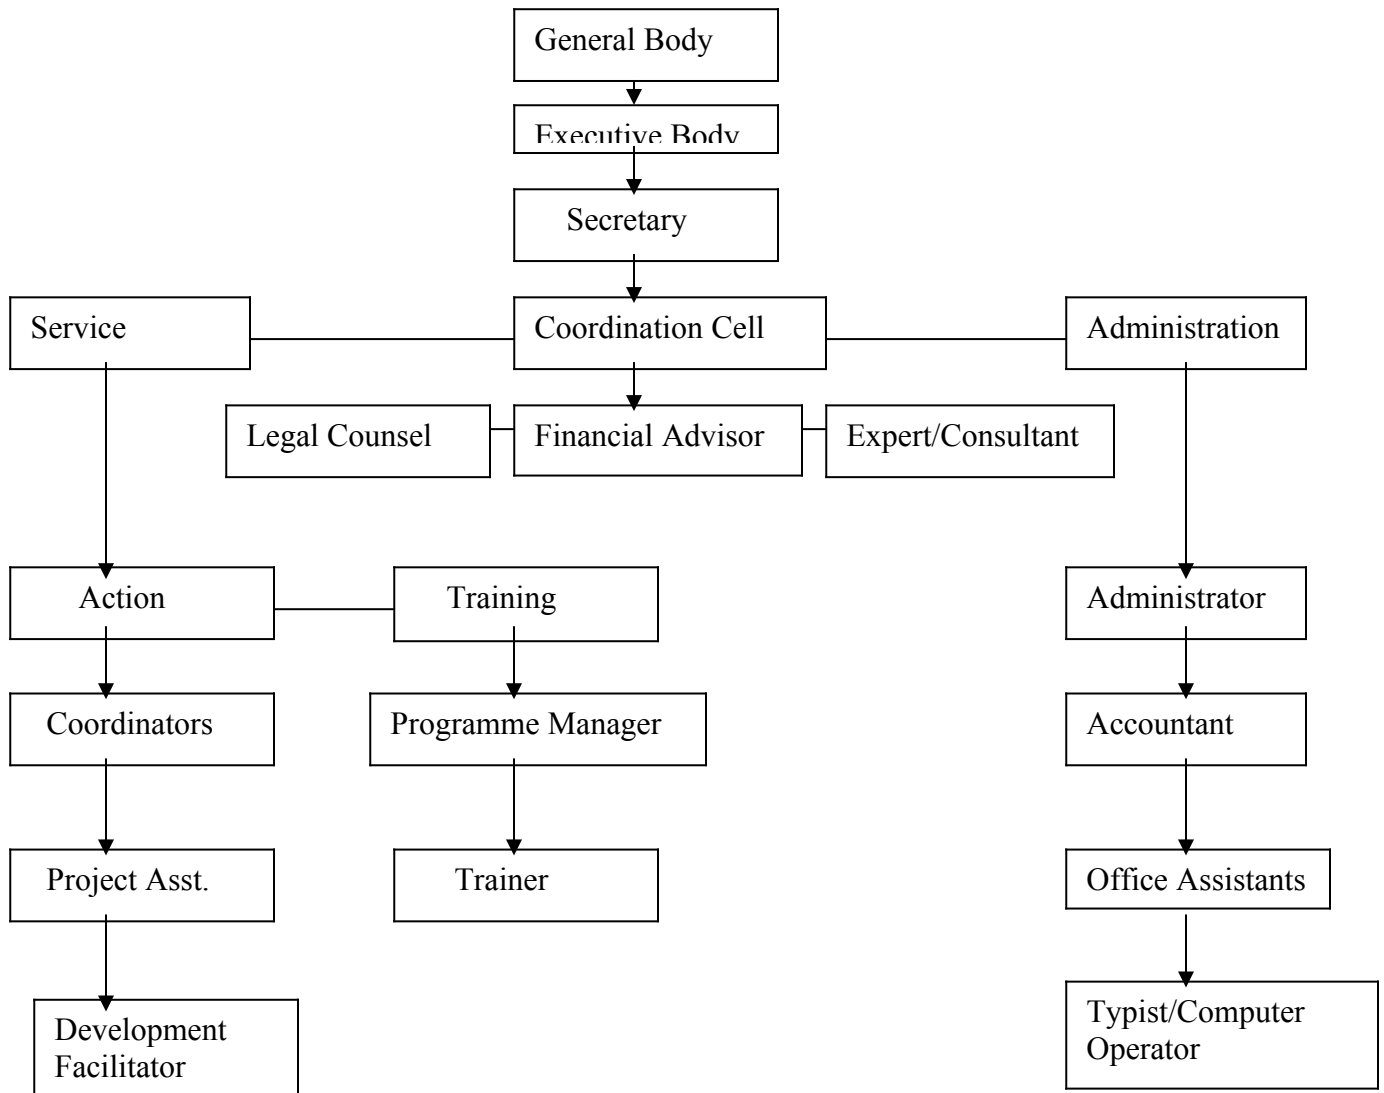 General Body
Executive Body
Secretary
Service
Coordination Cell
Administration
Legal Counsel
Financial Advisor
Expert/Consultant
Action
Training
Administrator
Coordinators
Programme Manager
Accountant
Project Asst.
Trainer
Office Assistants
Development
Facilitator
Typist/Computer
Operator